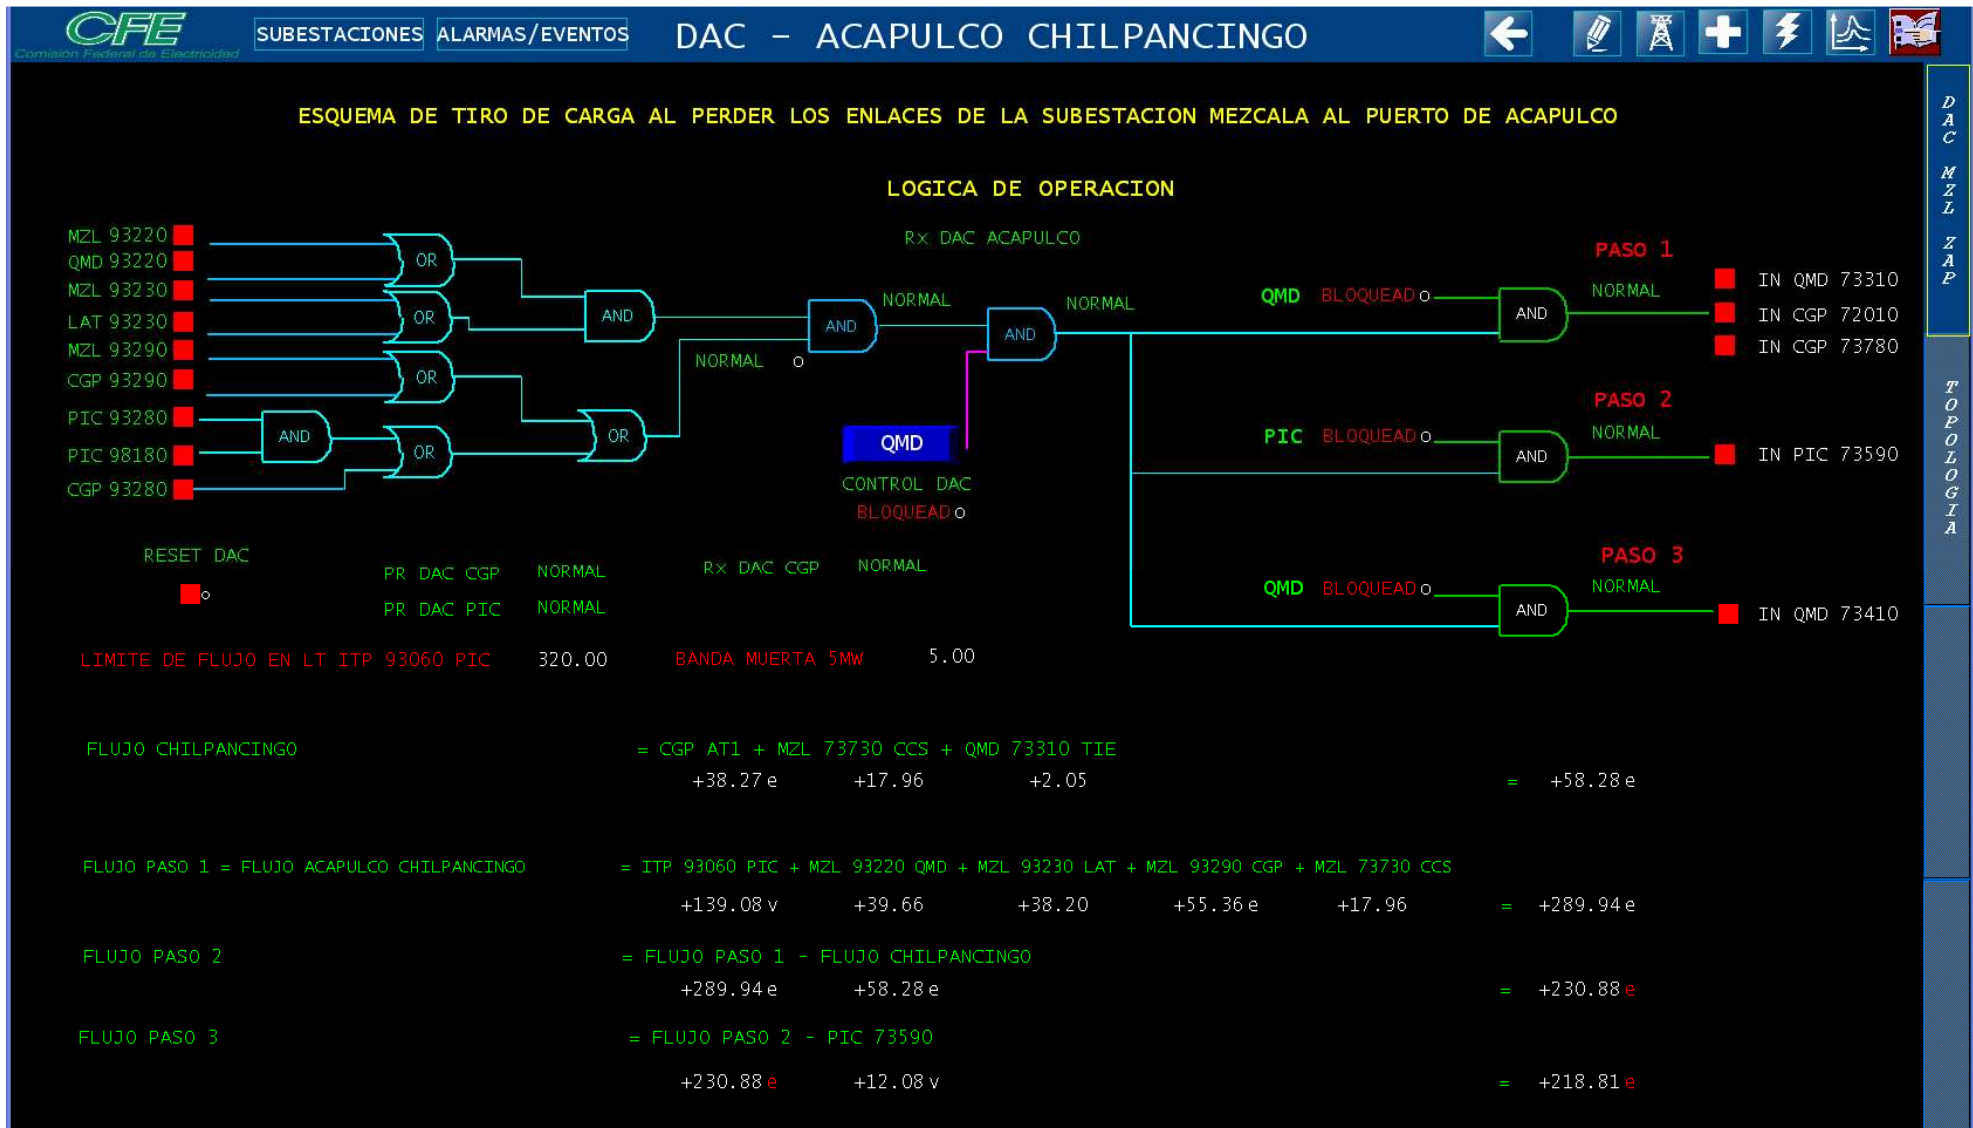 CFE
Comisión Federal de Electricidad
SUBESTACIONES ALARMAS/EVENTOS DAC - ACAPULCO CHILPANCINGO
ESQUEMA DE TIRO DE CARGA AL PERDER LOS ENLACES DE LA SUBESTACION MEZCALA AL PUERTO DE ACAPULCO
LOGICA DE OPERACION
DAC MZL ZAP
TOPOLOGIA
MZL 93220
QMD 93220
MZL 93230
LAT 93230
MZL 93290
CGP 93290
PIC 93280
PIC 98180
CGP 93280
OR
OR
OR
AND
OR
AND
OR
Rx DAC ACAPULCO
AND
NORMAL
NORMAL o
AND
NORMAL
QMD
CONTROL DAC
BLOQUEAD o
PASO 1
QMD BLOQUEAD o AND NORMAL
IN QMD 73310
IN CGP 72010
IN CGP 73780
PASO 2
PIC BLOQUEAD o AND NORMAL
IN PIC 73590
PASO 3
QMD BLOQUEAD o AND NORMAL
IN QMD 73410
RESET DAC
o
PR DAC CGP NORMAL Rx DAC CGP NORMAL
PR DAC PIC NORMAL
LIMITE DE FLUJO EN LT ITP 93060 PIC 320.00 BANDA MUERTA 5MW 5.00
FLUJO CHILPANCINGO = CGP AT1 + MZL 73730 CCS + QMD 73310 TIE
+38.27 e +17.96 +2.05 = +58.28 e
FLUJO PASO 1 = FLUJO ACAPULCO CHILPANCINGO = ITP 93060 PIC + MZL 93220 QMD + MZL 93230 LAT + MZL 93290 CGP + MZL 73730 CCS
+139.08 v +39.66 +38.20 +55.36 e +17.96 = +289.94 e
FLUJO PASO 2 = FLUJO PASO 1 - FLUJO CHILPANCINGO
+289.94 e +58.28 e = +230.88 e
FLUJO PASO 3 = FLUJO PASO 2 - PIC 73590
+230.88 e +12.08 v = +218.81 e